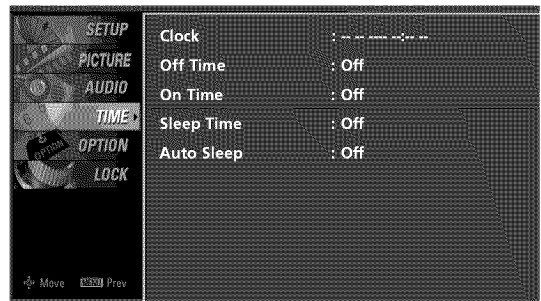 SETUP
PICTURE
AUDIO
TIME
OPTION
LOCK
Move MENU Prev
Clock : -- -- ---- --:-- --
Off Time : Off
On Time : Off
Sleep Time : Off
Auto Sleep : Off
OPTION